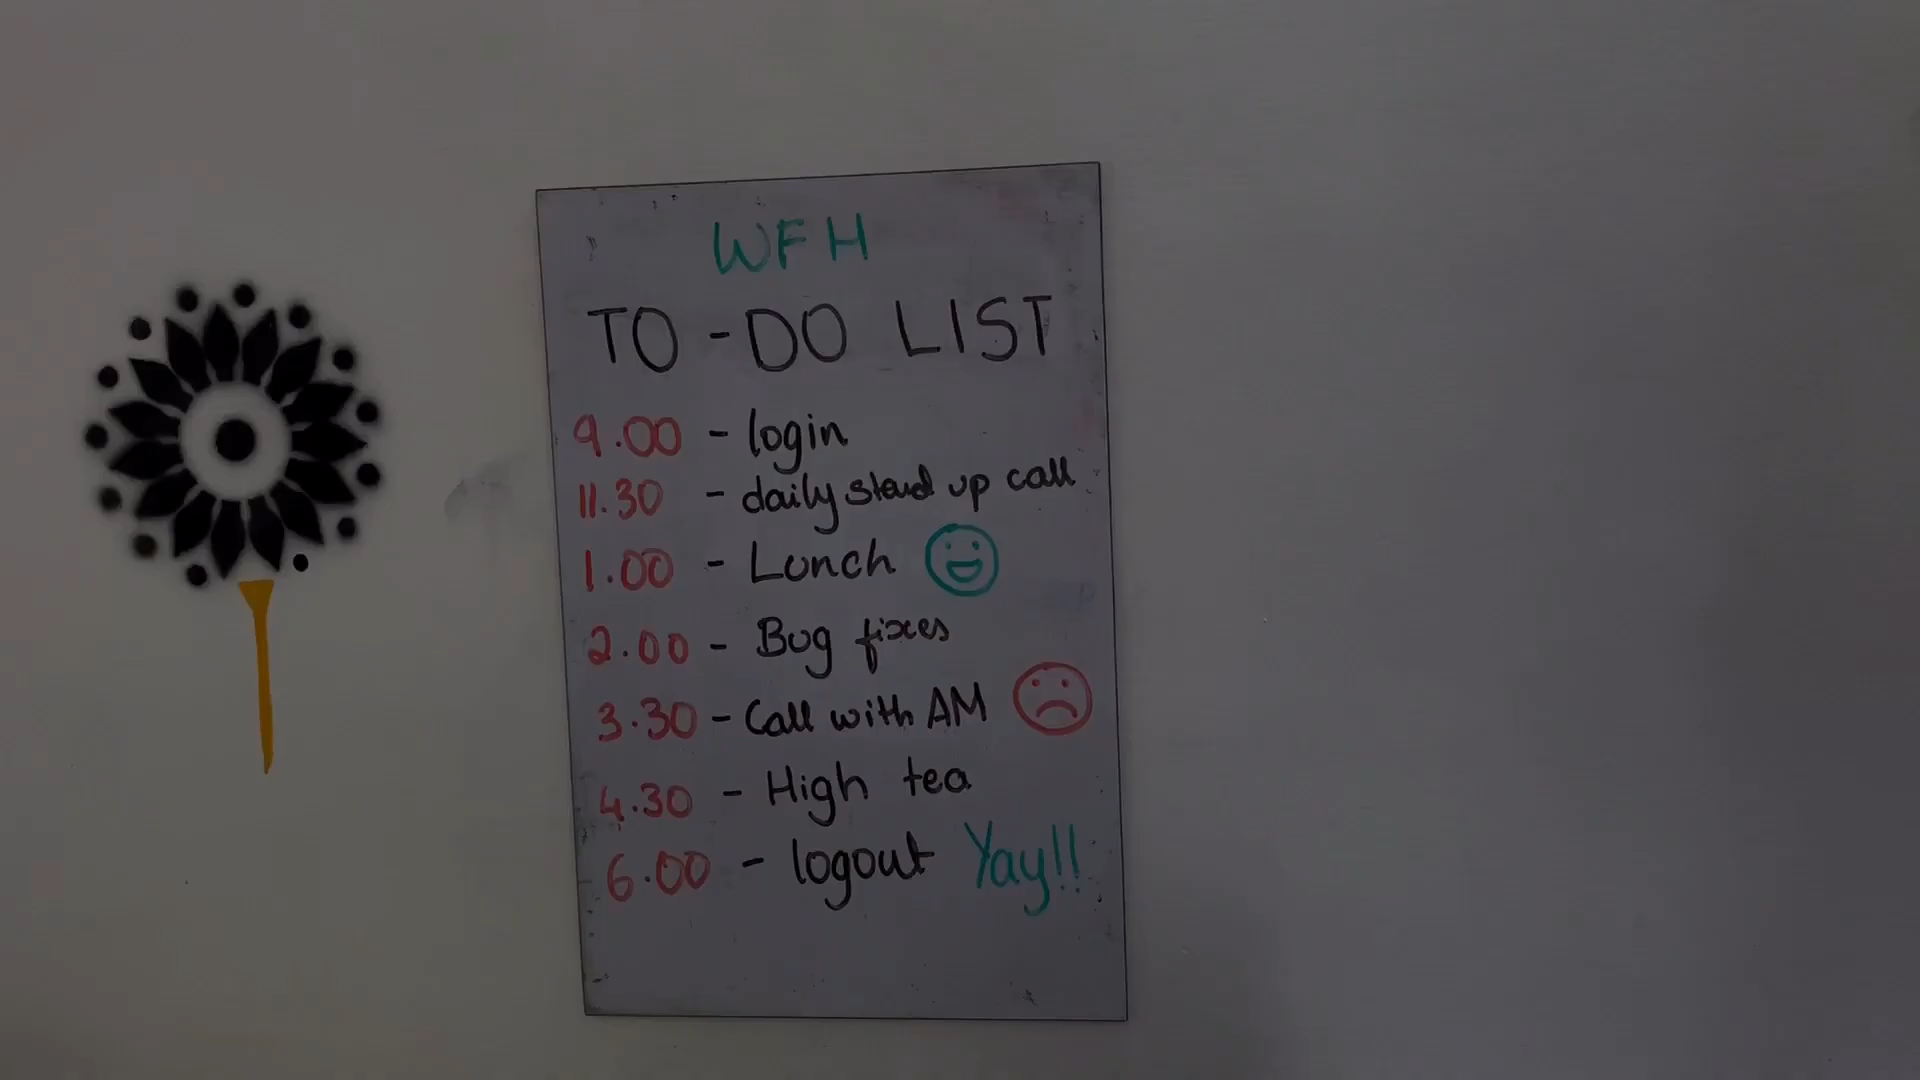 WFH
TO-DO LIST
9.00 - login
11.30 - daily stand up call
1.00 - Lunch
2.00 - Bug fixes
3.30 - Call with AM
4.30 - High tea
6.00 - logout Yay!!